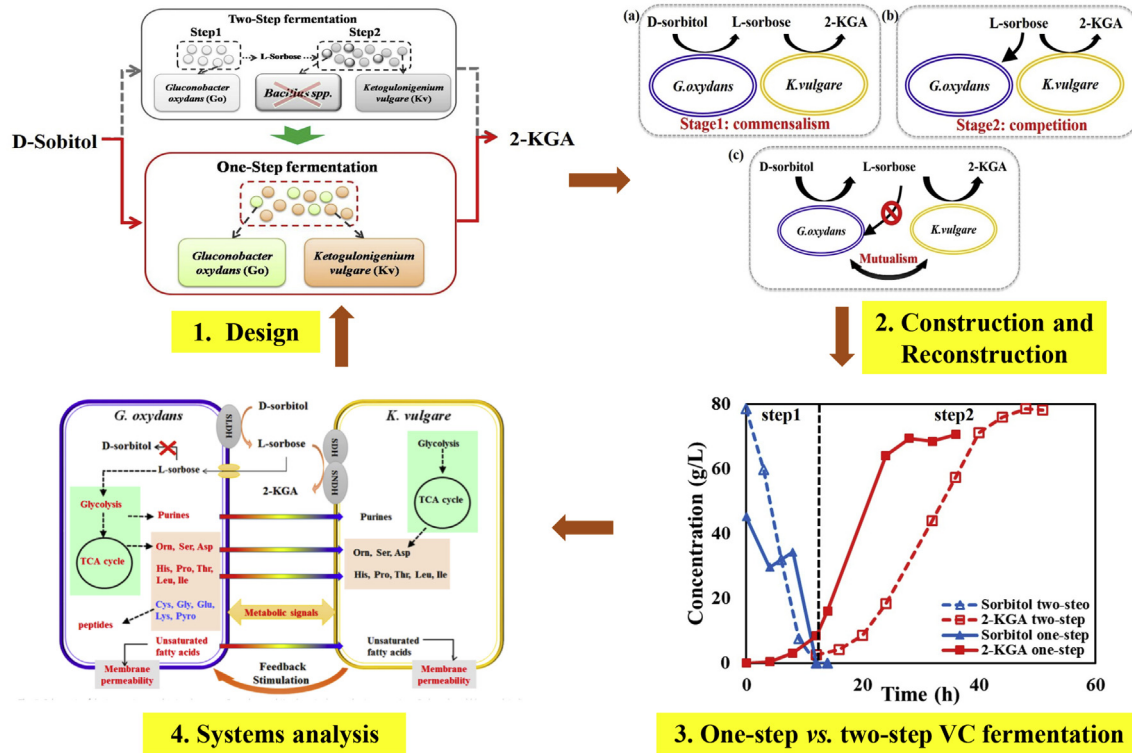 Two-Step fermentation
Step1
Step2
L-Sorbose
Gluconobacter
oxydans (Go)
Bacillus spp.
Ketogulonigenium
vulgare (Kv)
D-Sobitol
2-KGA
One-Step fermentation
Gluconobacter
oxydans (Go)
Ketogulonigenium
vulgare (Kv)
1. Design
(a)
D-sorbitol
L-sorbose
2-KGA
G.oxydans
K.vulgare
Stage1: commensalism
(b)
L-sorbose
2-KGA
G.oxydans
K.vulgare
Stage2: competition
(c)
D-sorbitol
L-sorbose
2-KGA
G.oxydans
K.vulgare
Mutualism
2. Construction and
Reconstruction
G. oxydans
K. vulgare
SLDH
D-sorbitol
L-sorbose
SDH
SNDH
2-KGA
D-sorbitol
L-sorbose
Glycolysis
TCA cycle
Purines
Orn, Ser, Asp
His, Pro, Thr,
Leu, Ile
Cys, Gly, Glu,
Lys, Pyro
peptides
Unsaturated
fatty acids
Membrane
permeability
Metabolic signals
Feedback
Stimulation
Glycolysis
TCA cycle
Purines
Orn, Ser, Asp
His, Pro, Thr, Leu, Ile
Unsaturated
fatty acids
Membrane
permeability
4. Systems analysis
Concentration (g/L)
80
60
40
20
0
step1
step2
Sorbitol two-steo
2-KGA two-step
Sorbitol one-step
2-KGA one-step
0
20
40
60
Time (h)
3. One-step vs. two-step VC fermentation